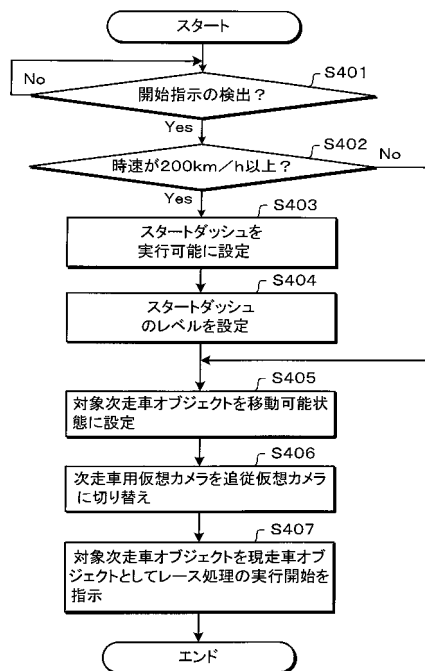 スタート
No
S401
開始指示の検出？
Yes
S402
時速が200km／h以上？
No
Yes
S403
スタートダッシュを
実行可能に設定
S404
スタートダッシュ
のレベルを設定
S405
対象次走車オブジェクトを移動可能状
態に設定
S406
次走車用仮想カメラを追従仮想カメラ
に切り替え
S407
対象次走車オブジェクトを現走車オブ
ジェクトとしてレース処理の実行開始を
指示
エンド